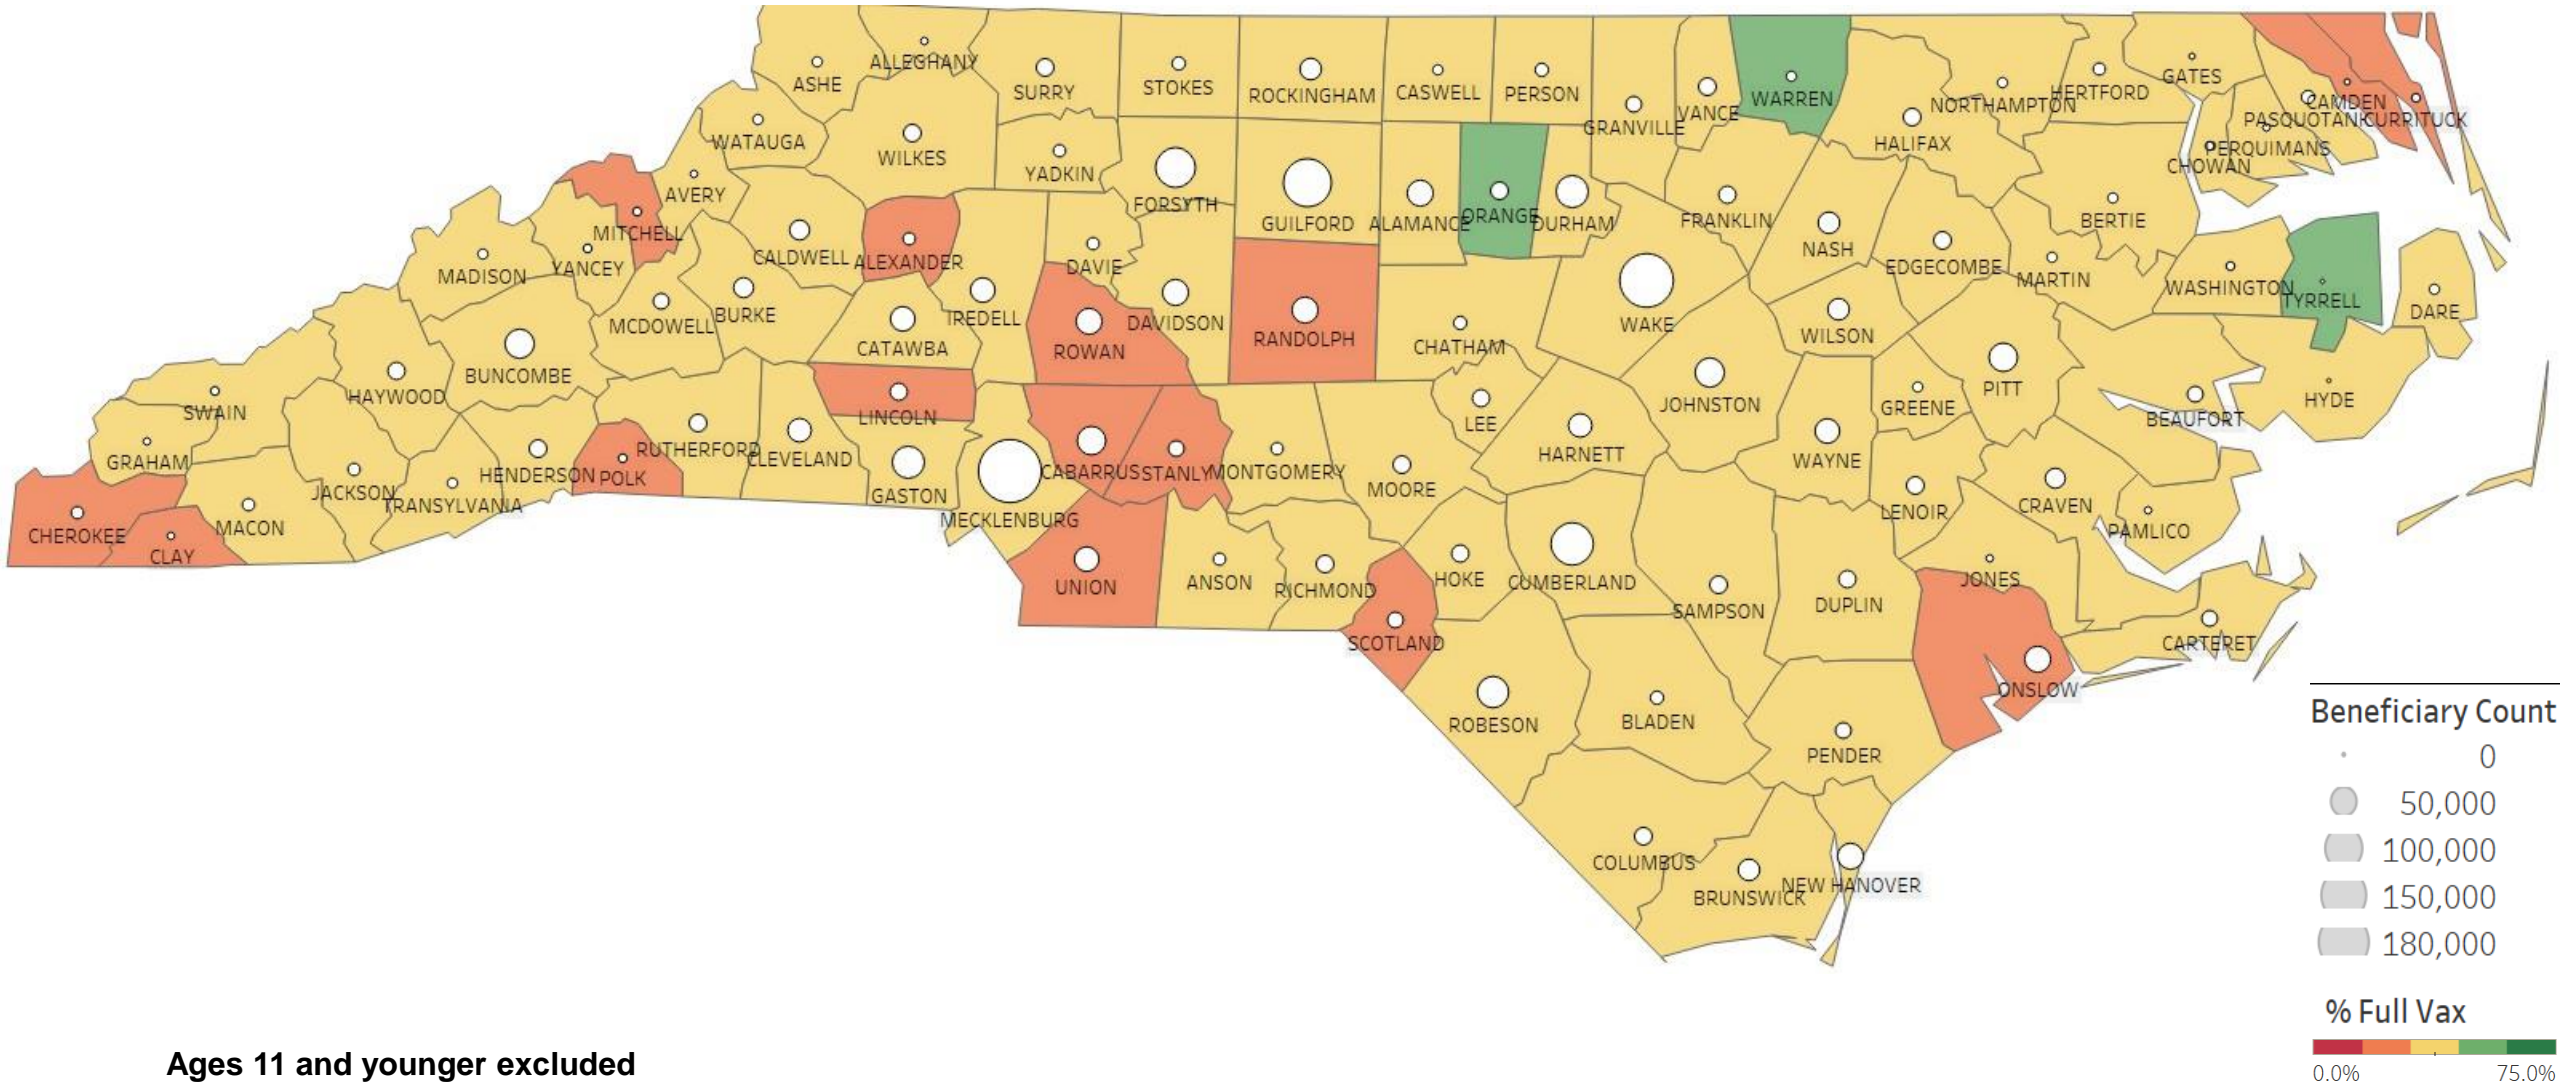 ALLEGHANY
ASHE
SURRY
STOKES
ROCKINGHAM
CASWELL
PERSON
GRANVILLE
VANCE
WARREN
NORTHAMPTON
HERTFORD
GATES
CAMDEN
PASQUOTANK
CURRITUCK
PERQUIMANS
CHOWAN
HALIFAX
WATAUGA
WILKES
YADKIN
FORSYTH
GUILFORD
ALAMANCE
ORANGE
DURHAM
FRANKLIN
NASH
EDGECOMBE
BERTIE
MARTIN
WASHINGTON
TYRRELL
DARE
AVERY
MITCHELL
YANCEY
MADISON
CALDWELL
ALEXANDER
DAVIE
IREDELL
DAVIDSON
RANDOLPH
CHATHAM
WAKE
WILSON
MCDOWELL
BURKE
CATAWBA
ROWAN
BUNCOMBE
HAYWOOD
SWAIN
LINCOLN
LEE
JOHNSTON
GREENE
PITT
BEAUFORT
HYDE
GRAHAM
JACKSON
HENDERSON
POLK
RUTHERFORD
CLEVELAND
GASTON
MECKLENBURG
CABARRUS
STANLY
MONTGOMERY
MOORE
HARNETT
WAYNE
LENOIR
CRAVEN
PAMLICO
CHEROKEE
CLAY
MACON
TRANSYLVANIA
UNION
ANSON
RICHMOND
SCOTLAND
HOKE
CUMBERLAND
SAMPSON
DUPLIN
JONES
CARTERET
ONSLOW
ROBESON
BLADEN
PENDER
COLUMBUS
BRUNSWICK
NEW HANOVER
Beneficiary Count
0
50,000
100,000
150,000
180,000
% Full Vax
0.0% 75.0%
Ages 11 and younger excluded